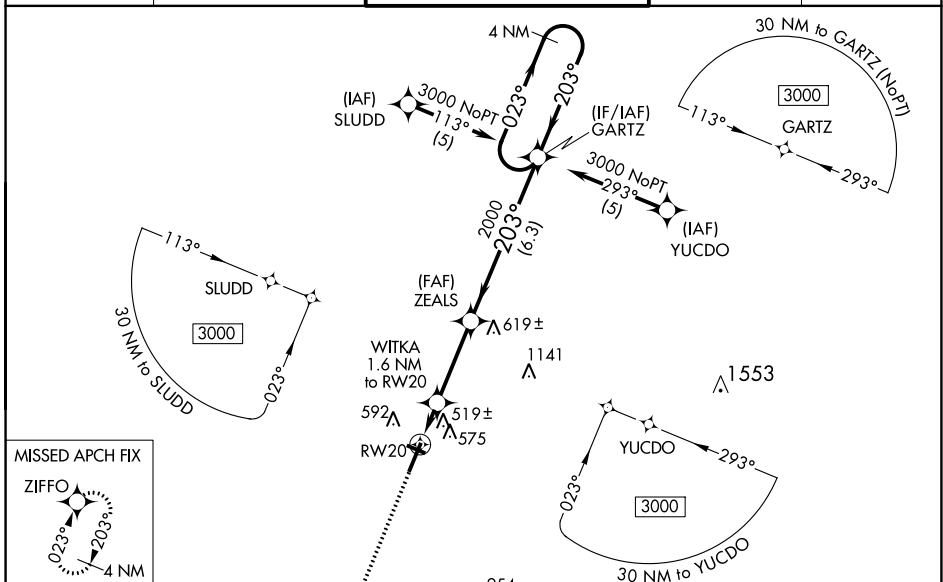 4 NM
023°
203°
(IAF)
SLUDD
3000 NoPT
113°
(5)
(IF/IAF)
GARTZ
3000 NoPT
293°
(5)
(IAF)
YUCDO
30 NM to GARTZ (NoPT)
3000
GARTZ
113°
293°
2000
203°
(6.3)
113°
SLUDD
3000
023°
30 NM to SLUDD
(FAF)
ZEALS
619±
1141
1553
WITKA
1.6 NM
to RW20
592
519±
575
RW20
YUCDO
293°
023°
3000
30 NM to YUCDO
MISSED APCH FIX
ZIFFO
023°
203°
4 NM